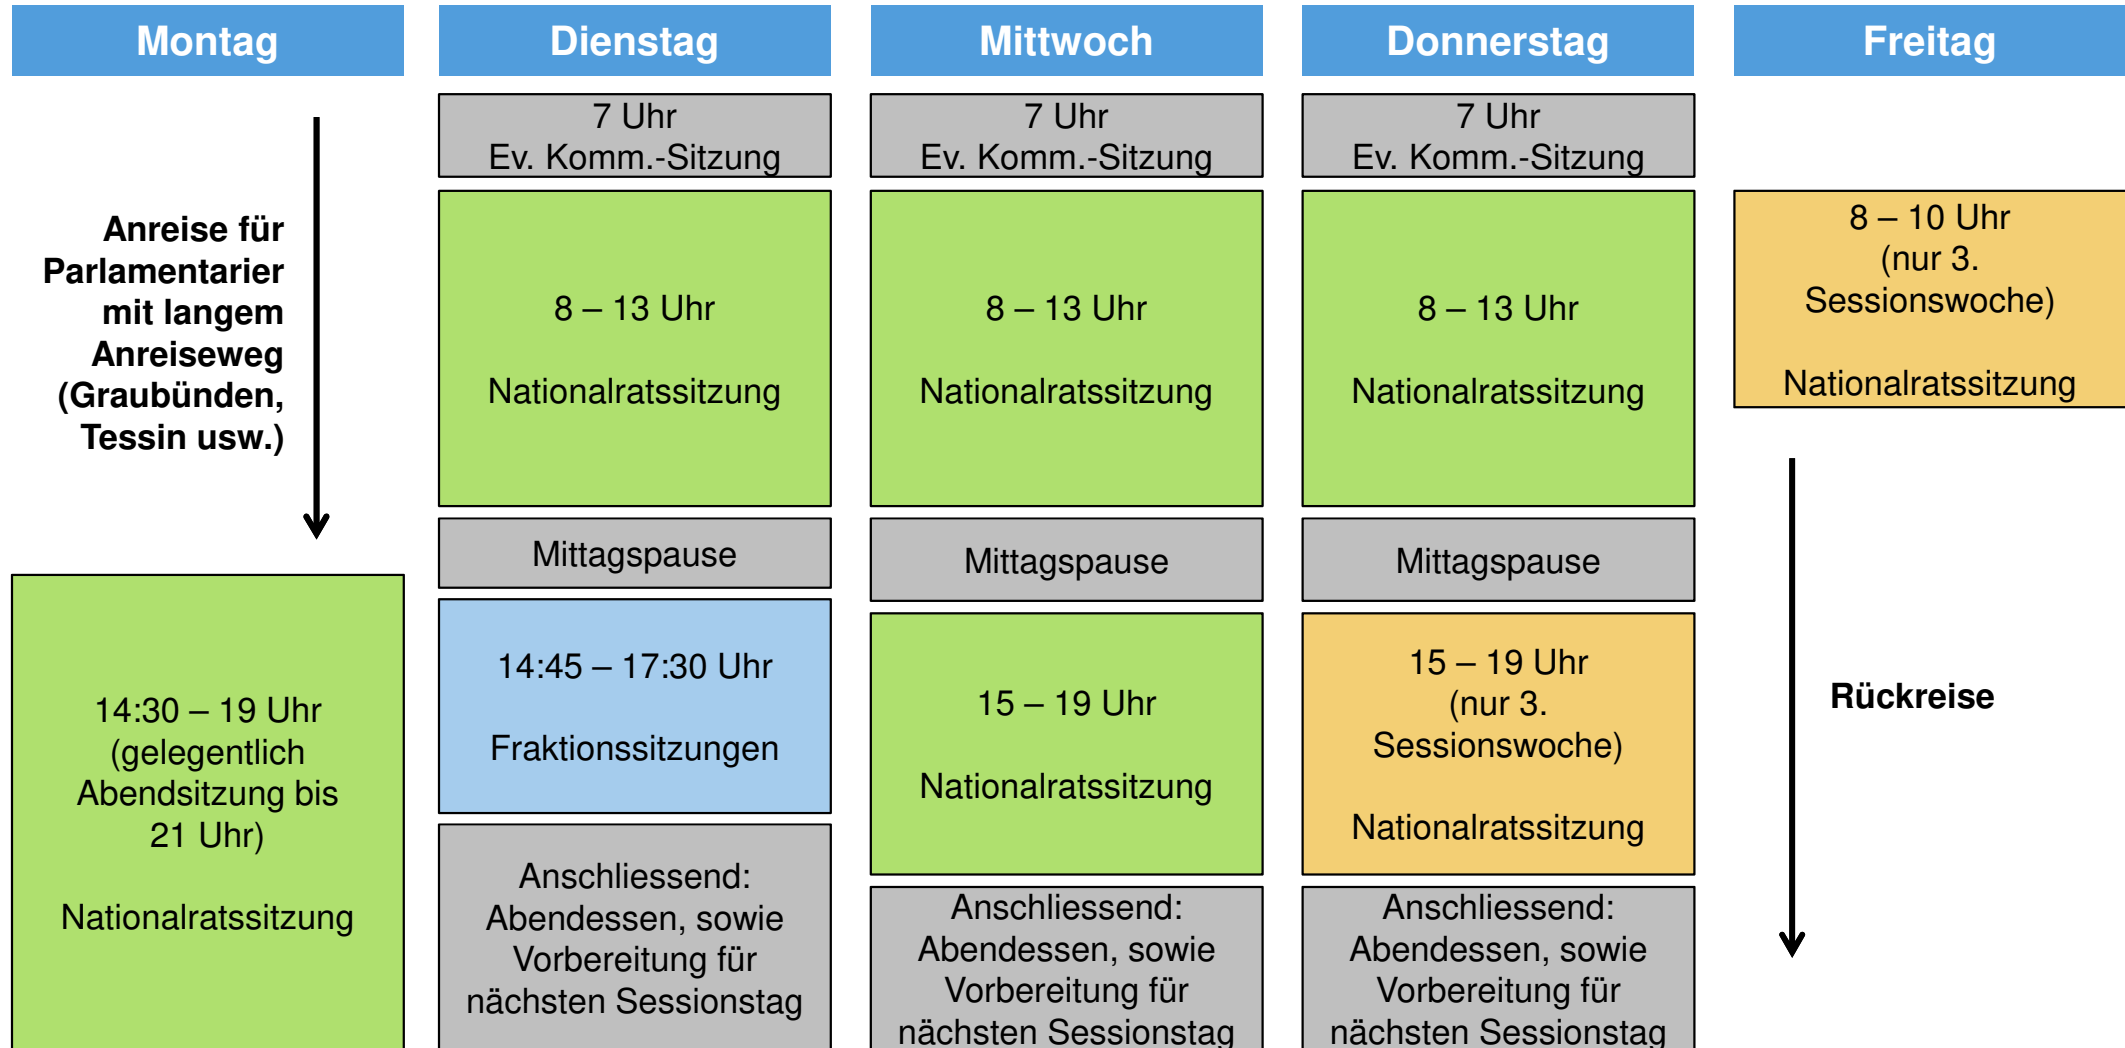 Montag
Anreise für
Parlamentarier
mit langem
Anreiseweg
(Graubünden,
Tessin usw.)
14:30 – 19 Uhr
(gelegentlich
Abendsitzung bis
21 Uhr)
Nationalratssitzung
Dienstag
7 Uhr
Ev. Komm.-Sitzung
8 – 13 Uhr
Nationalratssitzung
Mittagspause
14:45 – 17:30 Uhr
Fraktionssitzungen
Anschliessend:
Abendessen, sowie
Vorbereitung für
nächsten Sessionstag
Mittwoch
7 Uhr
Ev. Komm.-Sitzung
8 – 13 Uhr
Nationalratssitzung
Mittagspause
15 – 19 Uhr
Nationalratssitzung
Anschliessend:
Abendessen, sowie
Vorbereitung für
nächsten Sessionstag
Donnerstag
7 Uhr
Ev. Komm.-Sitzung
8 – 13 Uhr
Nationalratssitzung
Mittagspause
15 – 19 Uhr
(nur 3.
Sessionswoche)
Nationalratssitzung
Anschliessend:
Abendessen, sowie
Vorbereitung für
nächsten Sessionstag
Freitag
8 – 10 Uhr
(nur 3.
Sessionswoche)
Nationalratssitzung
Rückreise